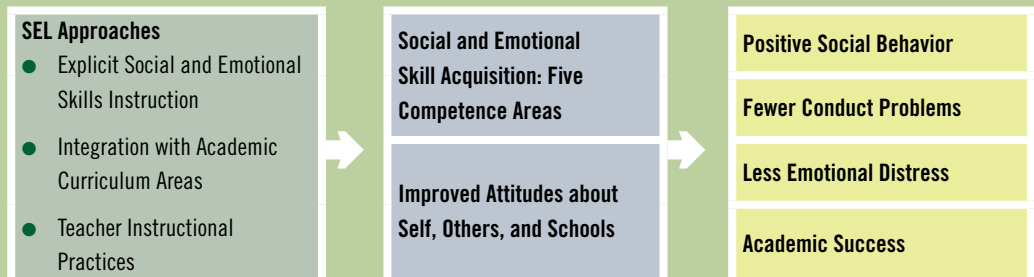 SEL Approaches
● Explicit Social and Emotional
Skills Instruction
● Integration with Academic
Curriculum Areas
● Teacher Instructional
Practices
Social and Emotional
Skill Acquisition: Five
Competence Areas
Improved Attitudes about
Self, Others, and Schools
Positive Social Behavior
Fewer Conduct Problems
Less Emotional Distress
Academic Success